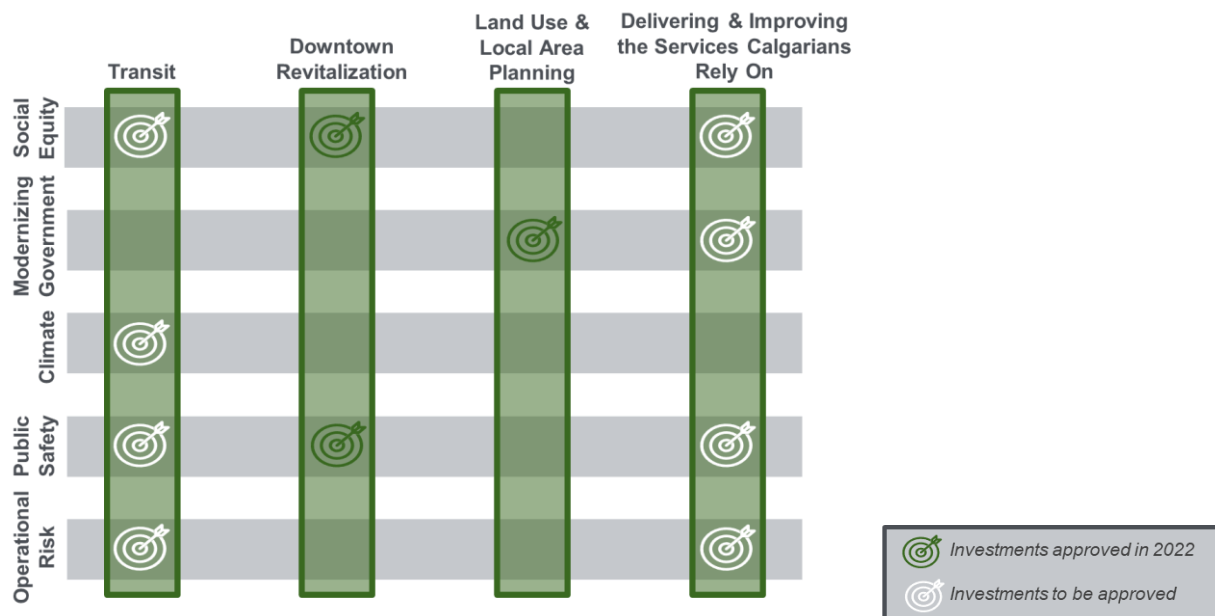 Transit
Downtown
Revitalization
Land Use &
Local Area
Planning
Delivering & Improving
the Services Calgarians
Rely On
Social
Equity
Modernizing
Government
Climate
Public
Safety
Operational
Risk
Investments approved in 2022
Investments to be approved